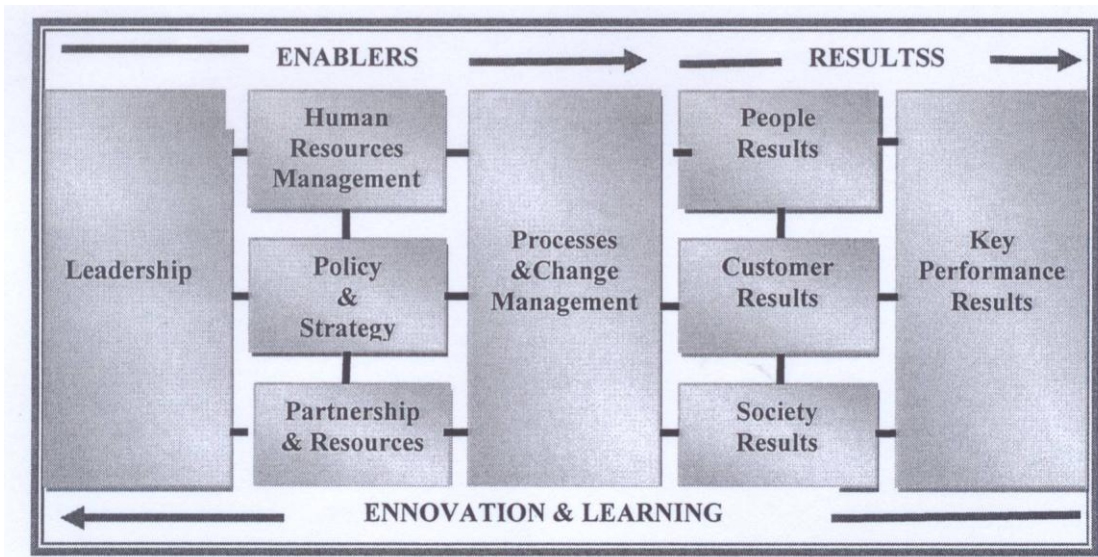 ENABLERS
RESULTSS
Leadership
Human
Resources
Management
Policy
&
Strategy
Partnership
& Resources
Processes
&Change
Management
People
Results
Customer
Results
Society
Results
Key
Performance
Results
ENNOVATION & LEARNING